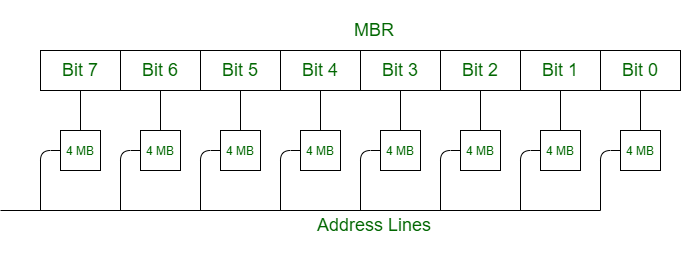 MBR
Bit 7 Bit 6 Bit 5 Bit 4 Bit 3 Bit 2 Bit 1 Bit 0
4 MB 4 MB 4 MB 4 MB 4 MB 4 MB 4 MB 4 MB
Address Lines